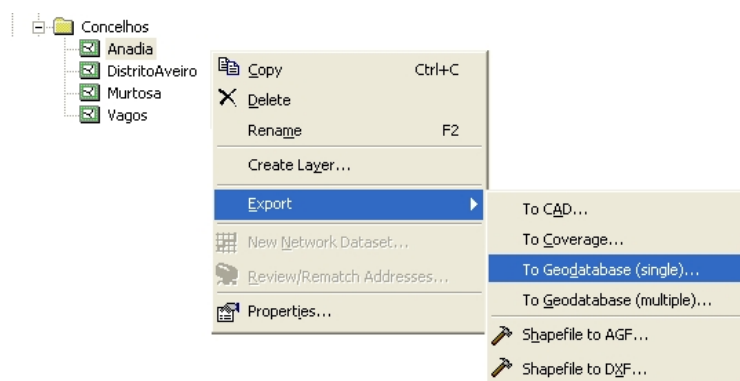 Concelhos
Anadia
DistritoAveiro
Murtosa
Vagos
Copy Ctrl+C
Delete
Rename F2
Create Layer...
Export
New Network Dataset...
Review/Rematch Addresses...
Properties...
To CAD...
To Coverage...
To Geodatabase (single)...
To Geodatabase (multiple)...
Shapefile to AGF...
Shapefile to DXF...